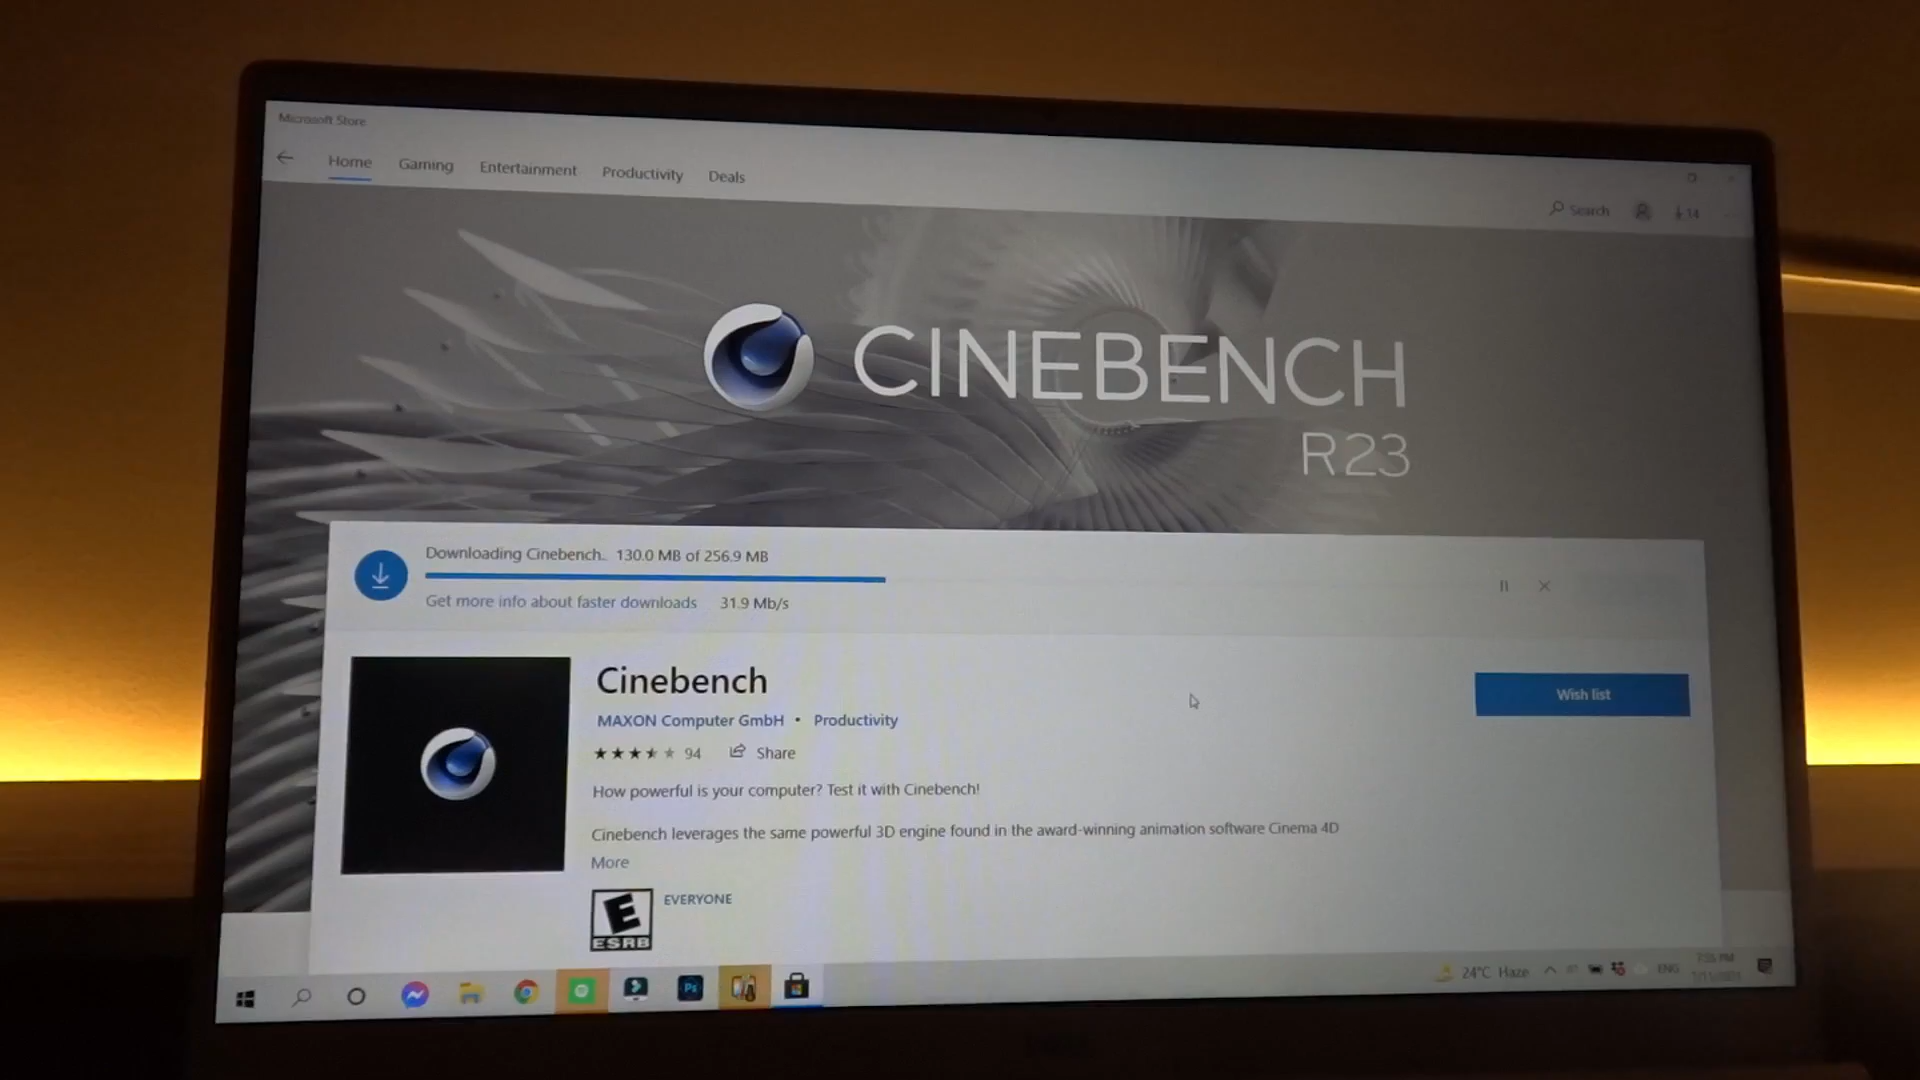 Microsoft Store
Home Gaming Entertainment Productivity Deals
Search 14
CINEBENCH
R23
Downloading Cinebench.. 130.0 MB of 256.9 MB
Get more info about faster downloads 31.9 Mb/s
Cinebench
Wish list
MAXON Computer GmbH • Productivity
94 Share
How powerful is your computer? Test it with Cinebench!
Cinebench leverages the same powerful 3D engine found in the award-winning animation software Cinema 4D
More
E EVERYONE
ESRB
Ps
24°C Haze ENG